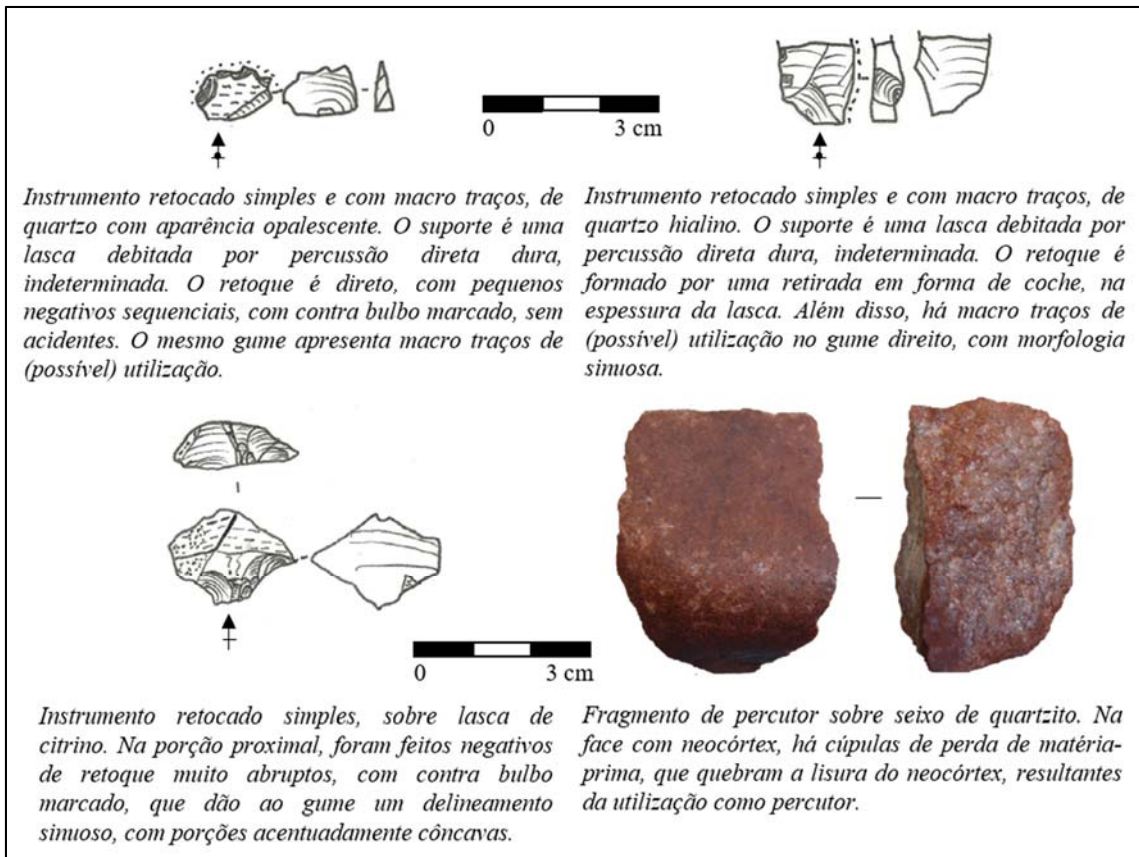 0
3 cm
Instrumento retocado simples e com macro traços, de
quartzo com aparência opalescente. O suporte é uma
lasca debitada por percussão direta dura,
indeterminada. O retoque é direto, com pequenos
negativos sequenciais, com contra bulbo marcado, sem
acidentes. O mesmo gume apresenta macro traços de
(possível) utilização.
Instrumento retocado simples e com macro traços, de
quartzo hialino. O suporte é uma lasca debitada por
percussão direta dura, indeterminada. O retoque é
formado por uma retirada em forma de coche, na
espessura da lasca. Além disso, há macro traços de
(possível) utilização no gume direito, com morfologia
sinuosa.
0
3 cm
Instrumento retocado simples, sobre lasca de
citrino. Na porção proximal, foram feitos negativos
de retoque muito abruptos, com contra bulbo
marcado, que dão ao gume um delineamento
sinuoso, com porções acentuadamente côncavas.
Fragmento de percutor sobre seixo de quartzito. Na
face com neocórtex, há cúpulas de perda de matéria-
prima, que quebram a lisura do neocórtex, resultantes
da utilização como percutor.